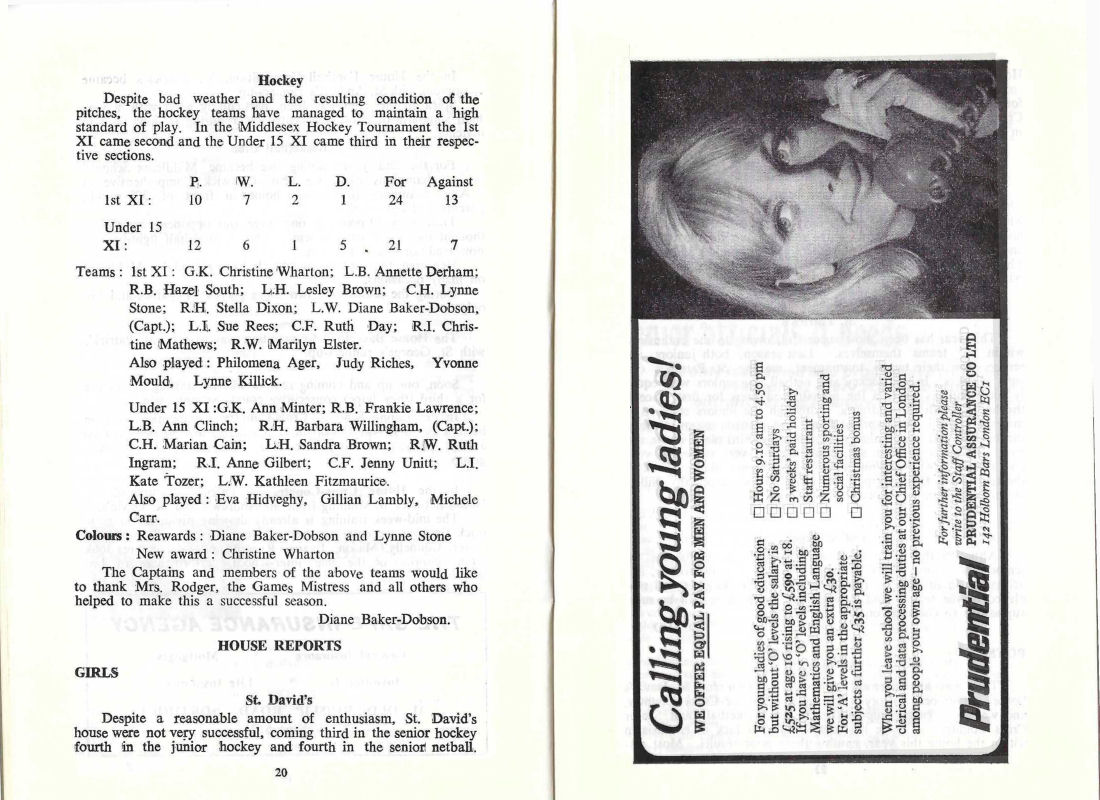 Hockey
Despite bad weather and the resulting condition of the
pitches, the hockey teams have managed to maintain a high
standard of play. In the Middlesex Hockey Tournament the 1st
XI came second and the Under 15 XI came third in their respec-
tive sections.
P. W. L. D. For Against
1st XI : 10 7 2 1 24 13
Under 15
XI : 12 6 1 5 21 7
Teams : 1st XI : G.K. Christine Wharton; L.B. Annette Derham;
R.B. Hazel South; L.H. Lesley Brown; C.H. Lynne
Stone; R.H. Stella Dixon; L.W. Diane Baker-Dobson,
(Capt.); L.I. Sue Rees; C.F. Ruth Day; R.I. Chris-
tine Mathews; R.W. Marilyn Elster.
Also played : Philomena Ager, Judy Riches, Yvonne
Mould, Lynne Killick.
Under 15 XI :G.K. Ann Minter; R.B. Frankie Lawrence;
L.B. Ann Clinch; R.H. Barbara Willingham, (Capt.);
C.H. Marian Cain; L.H. Sandra Brown; R.W. Ruth
Ingram; R.I. Anne Gilbert; C.F. Jenny Unitt; L.I.
Kate Tozer; L.W. Kathleen Fitzmaurice.
Also played : Eva Hidveghy, Gillian Lambly, Michele
Carr.
Colours : Reawards : Diane Baker-Dobson and Lynne Stone
New award : Christine Wharton
The Captains and members of the above teams would like
to thank Mrs. Rodger, the Games Mistress and all others who
helped to make this a successful season.
Diane Baker-Dobson.
HOUSE REPORTS
GIRLS
St. David's
Despite a reasonable amount of enthusiasm, St. David's
house were not very successful, coming third in the senior hockey
fourth in the junior hockey and fourth in the senior netball.
20
Calling young ladies!
WE OFFER EQUAL PAY FOR MEN AND WOMEN
For young ladies of good education
but without 'O' levels the salary is
£525 at age 16 rising to £590 at 18.
If you have 5 'O' levels including
Mathematics and English Language
we will give you an extra £30.
For 'A' levels in the appropriate
subjects a further £35 is payable.
☐ Hours 9.10 am to 4.50 pm
☐ No Saturdays
☐ 3 weeks' paid holiday
☐ Staff restaurant
☐ Numerous sporting and
social facilities
☐ Christmas bonus
When you leave school we will train you for interesting and varied
clerical and data processing duties at our Chief Office in London
among people your own age – no previous experience required.
Prudential
For further information please
write to the Staff Controller
PRUDENTIAL ASSURANCE CO LTD
142 Holborn Bars London EC1